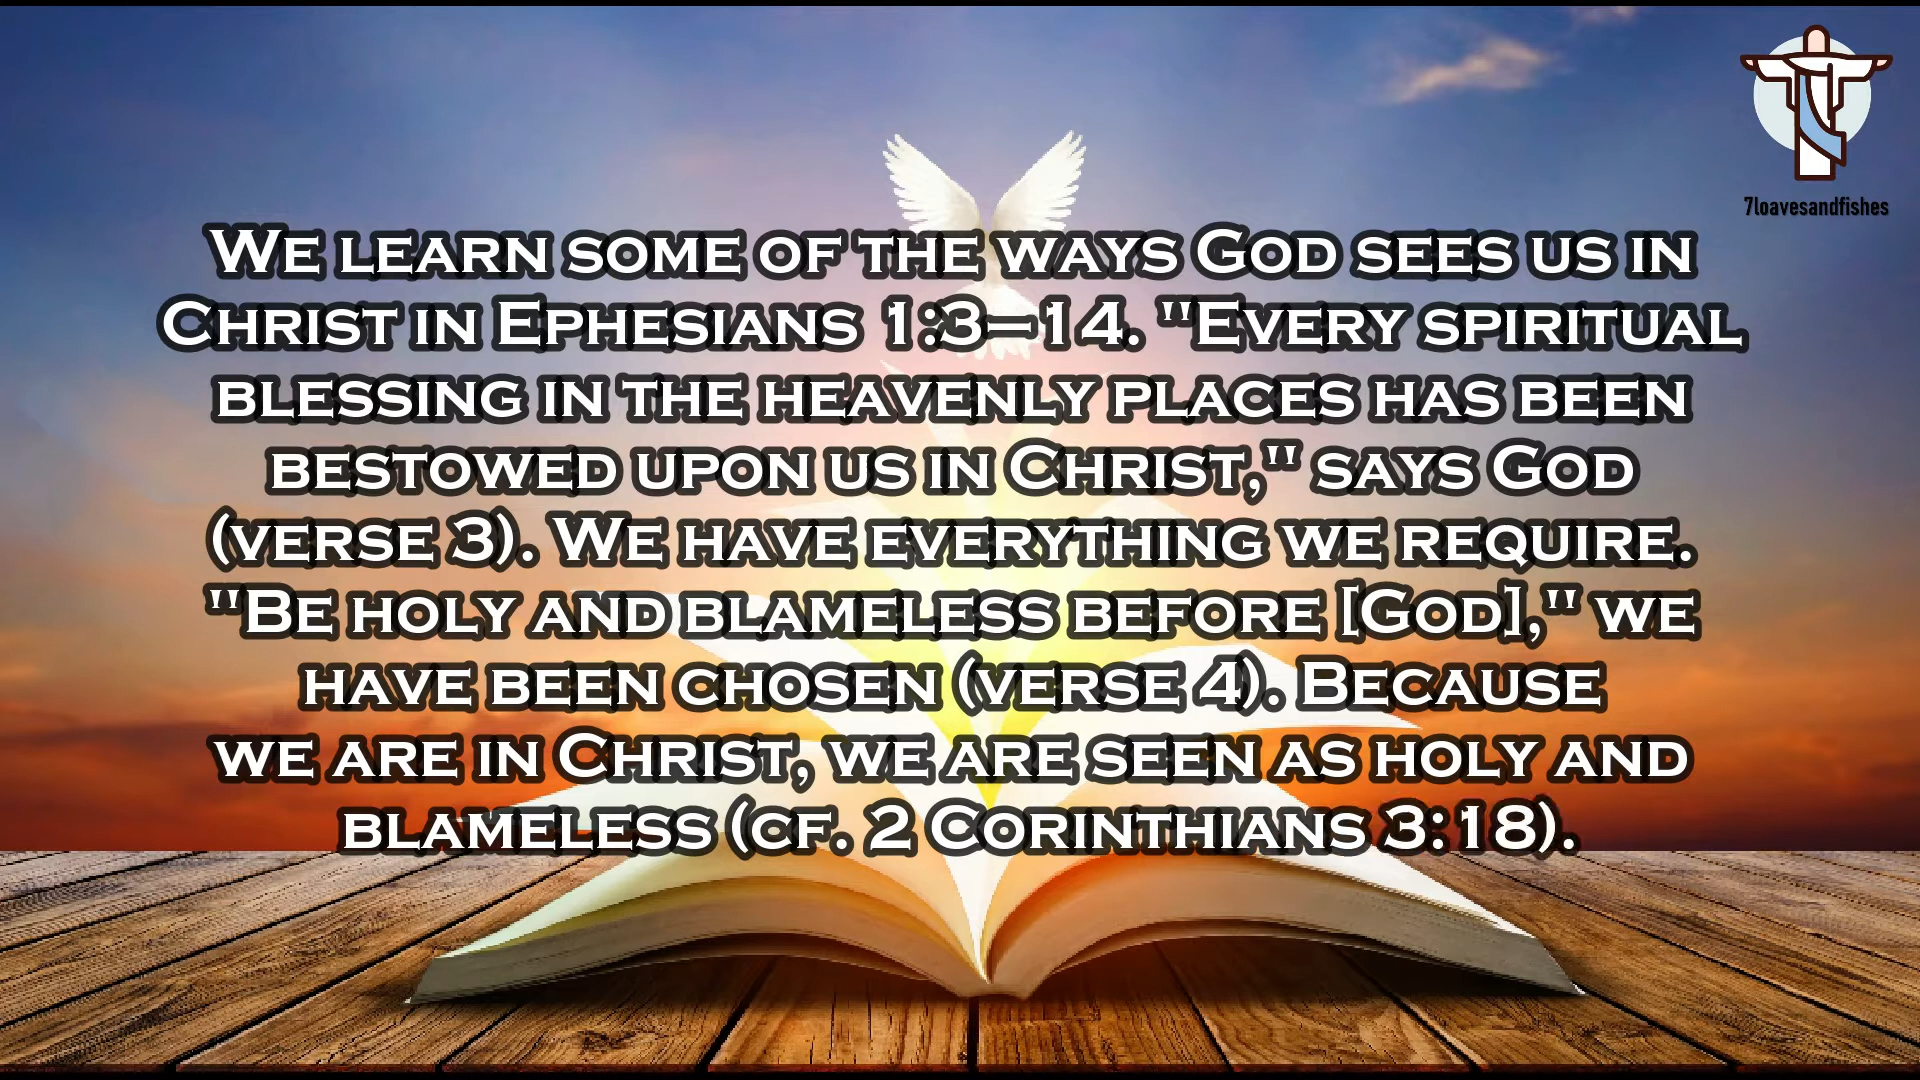 7loavesandfishes
We learn some of the ways God sees us in
Christ in Ephesians 1:3–14. "Every spiritual
blessing in the heavenly places has been
bestowed upon us in Christ," says God
(verse 3). We have everything we require.
"Be holy and blameless before [God]," we
have been chosen (verse 4). Because
we are in Christ, we are seen as holy and
blameless (cf. 2 Corinthians 3:18).